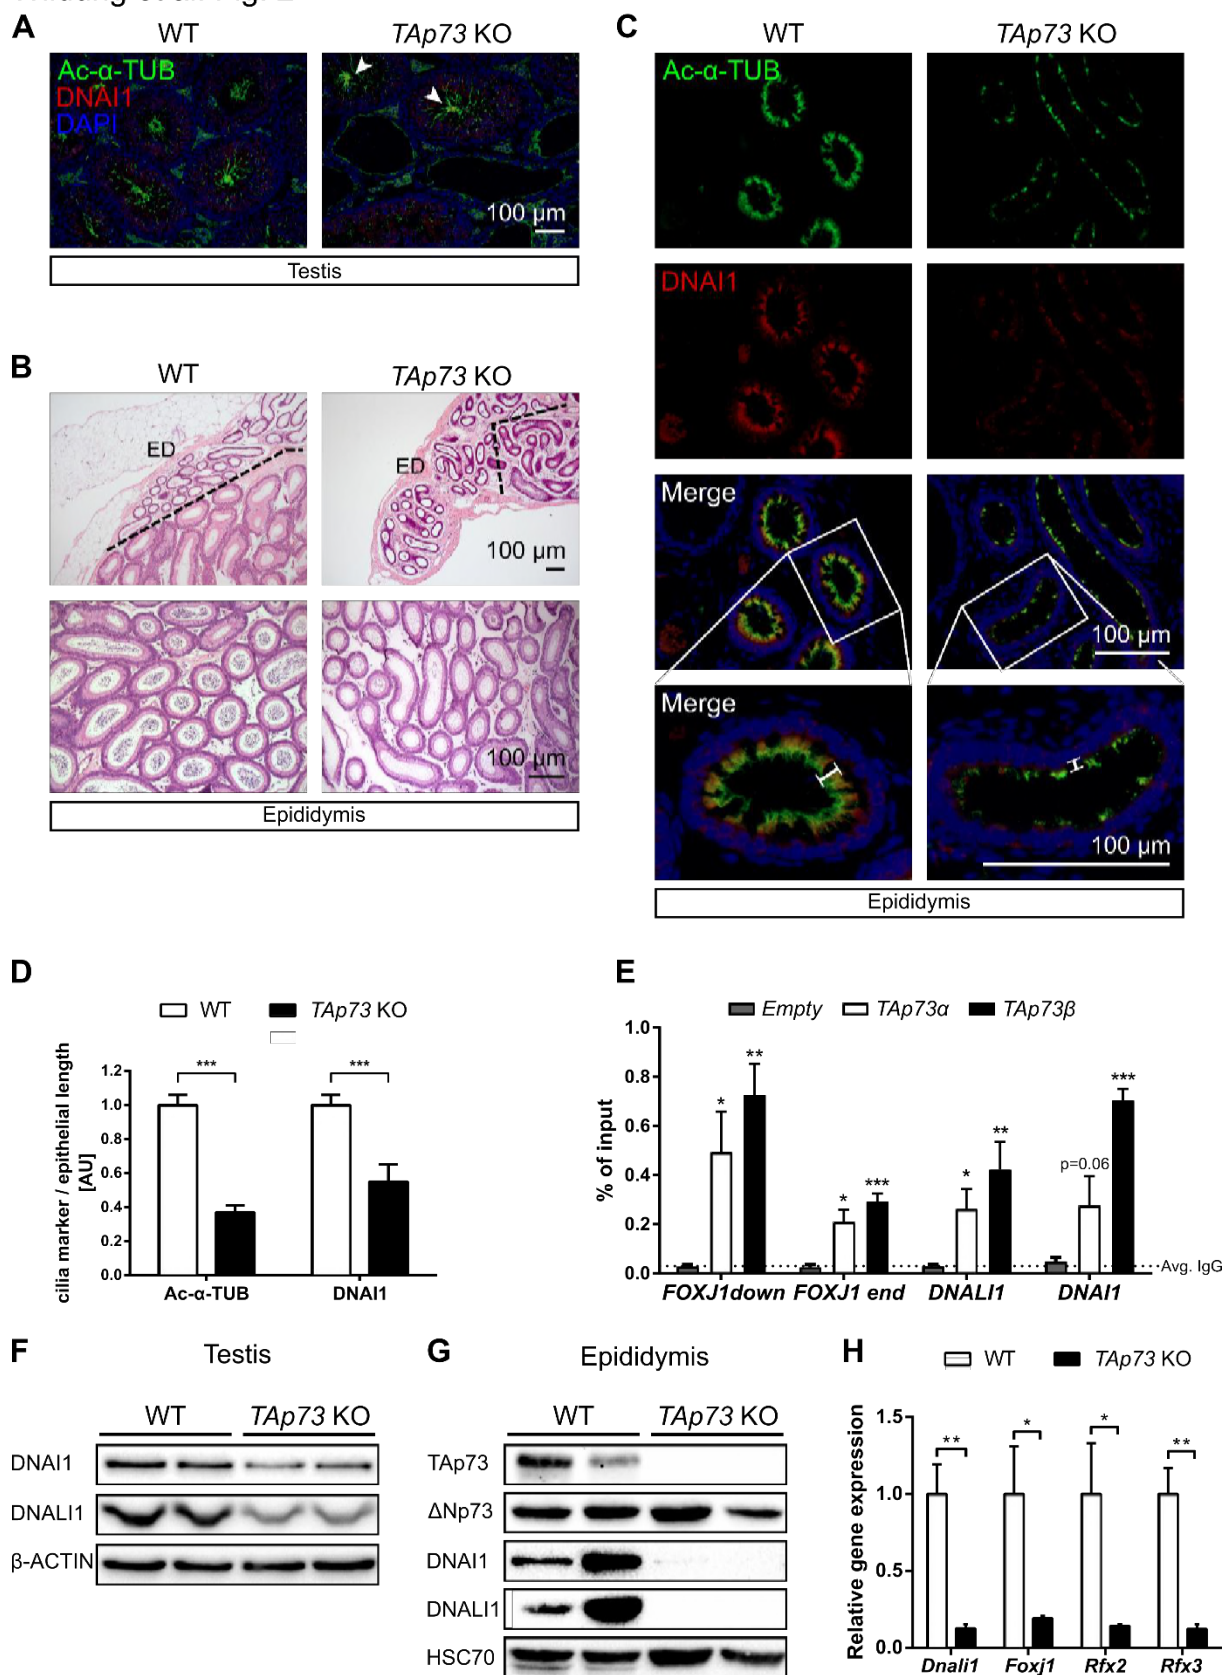 A
WT
TAp73 KO
Ac-α-TUB
DNAI1
DAPI
100 µm
Testis
B
WT
TAp73 KO
ED
ED
100 µm
100 µm
Epididymis
C
WT
TAp73 KO
Ac-α-TUB
DNAI1
Merge
100 µm
Merge
100 µm
Epididymis
D
WT
TAp73 KO
cilia marker / epithelial length
[AU]
1.2
1.0
0.8
0.6
0.4
0.2
0.0
***
***
Ac-α-TUB
DNAI1
E
Empty
TAp73α
TAp73β
% of input
1.0
0.8
0.6
0.4
0.2
0.0
*
**
*
***
*
**
p=0.06
***
Avg. IgG
FOXJ1down
FOXJ1 end
DNALI1
DNAI1
F
Testis
WT
TAp73 KO
DNAI1
DNALI1
β-ACTIN
G
Epididymis
WT
TAp73 KO
TAp73
ΔNp73
DNAI1
DNALI1
HSC70
H
WT
TAp73 KO
Relative gene expression
1.5
1.0
0.5
0.0
**
*
*
**
Dnali1
Foxj1
Rfx2
Rfx3